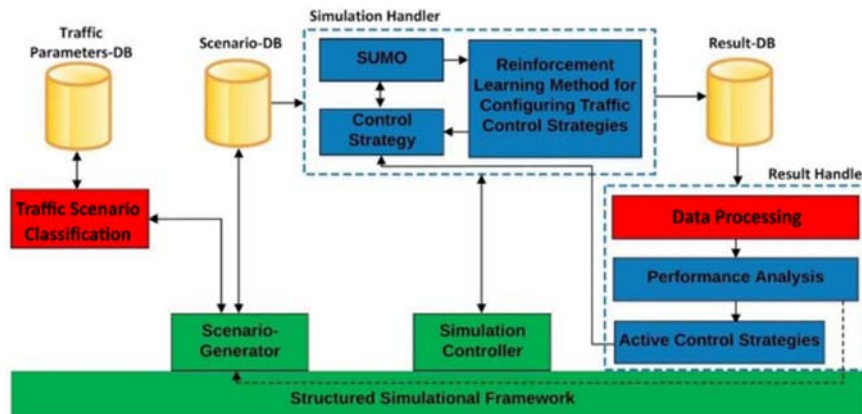 Simulation Handler
Traffic
Parameters-DB
Scenario-DB
Result-DB
SUMO
Reinforcement
Learning Method for
Configuring Traffic
Control Strategies
Control
Strategy
Result Handle
Traffic Scenario
Classification
Data Processing
Performance Analysis
Active Control Strategies
Scenario-
Generator
Simulation
Controller
Structured Simulational Framework